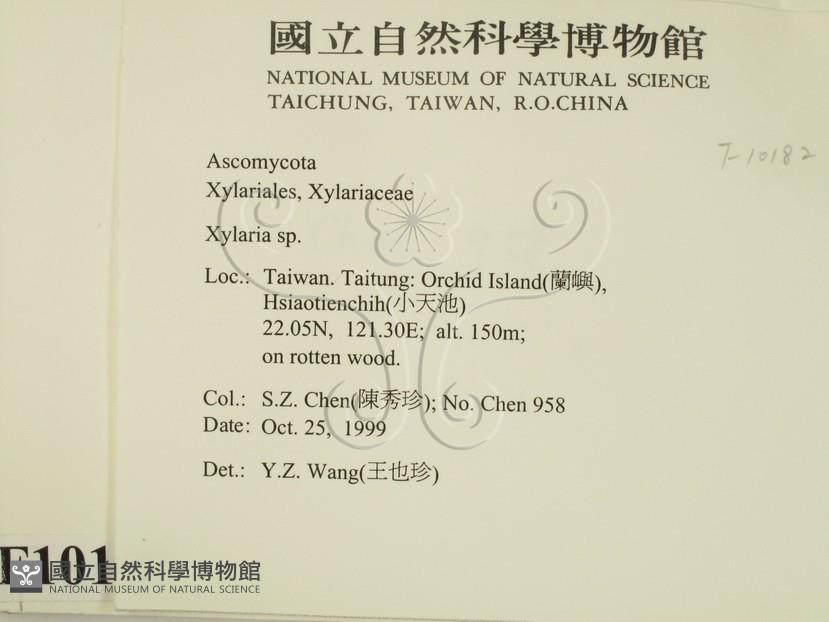 國立自然科學博物館
NATIONAL MUSEUM OF NATURAL SCIENCE
TAICHUNG, TAIWAN, R.O.CHINA
T-10182
Ascomycota
Xylariales, Xylariaceae
Xylaria sp.
Loc.: Taiwan. Taitung: Orchid Island(蘭嶼),
Hsiaotienchih(小天池)
22.05N, 121.30E; alt. 150m;
on rotten wood.
Col.: S.Z. Chen(陳秀珍); No. Chen 958
Date: Oct. 25, 1999
Det.: Y.Z. Wang(王也珍)
F101
國立自然科學博物館
NATIONAL MUSEUM OF NATURAL SCIENCE